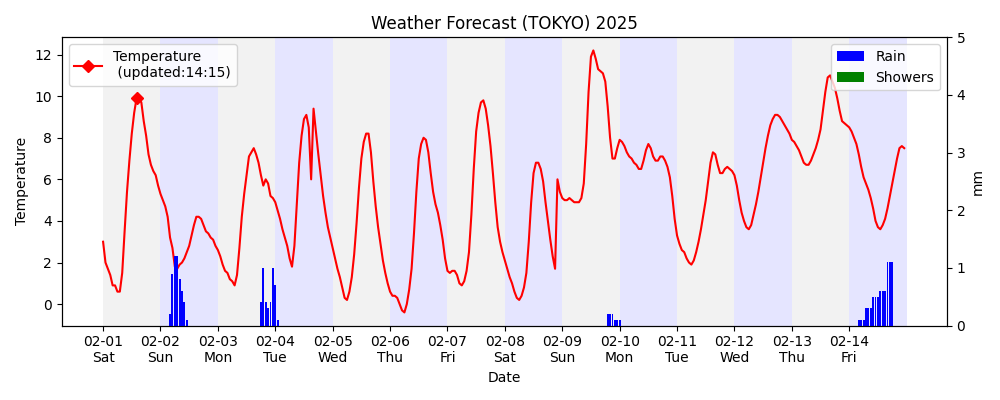 Weather Forecast (TOKYO) 2025
Temperature
(updated:14:15)
Rain
Showers
Temperature
12
10
8
6
4
2
0
5
4
3
2
1
0
mm
02-01 02-02 02-03 02-04 02-05 02-06 02-07 02-08 02-09 02-10 02-11 02-12 02-13 02-14
Sat Sun Mon Tue Wed Thu Fri Sat Sun Mon Tue Wed Thu Fri
Date